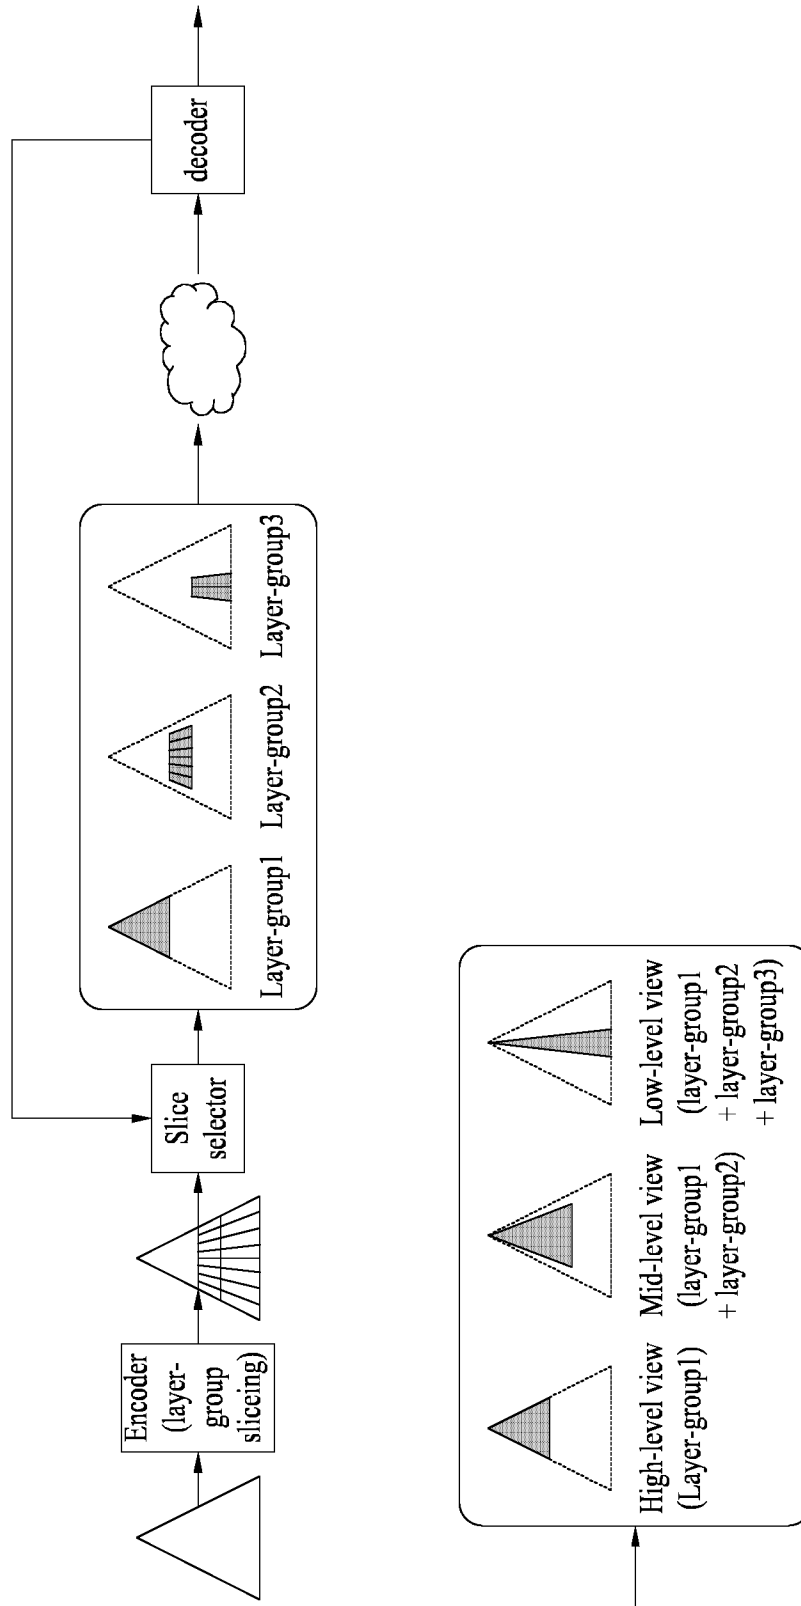 Encoder
(layer-
group
sliceing)
Slice
selector
Layer-group1
Layer-group2
Layer-group3
decoder
High-level view
(Layer-group1)
Mid-level view
(layer-group1
+ layer-group2)
Low-level view
(layer-group1
+ layer-group2
+ layer-group3)